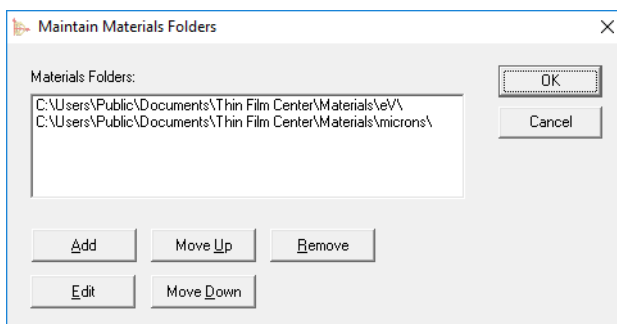 Maintain Materials Folders
Materials Folders:
C:\Users\Public\Documents\Thin Film Center\Materials\eV\
C:\Users\Public\Documents\Thin Film Center\Materials\microns\
OK
Cancel
Add Move Up Remove
Edit Move Down